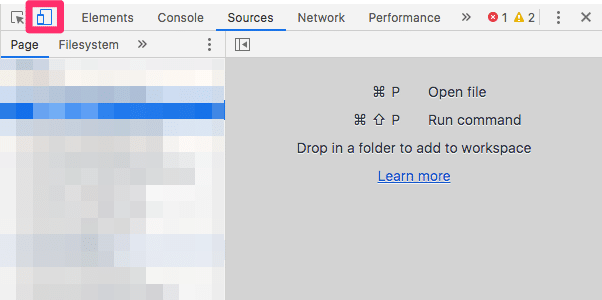 Elements Console Sources Network Performance » 1 2
Page Filesystem »
⌘ P Open file
⌘ ⇧ P Run command
Drop in a folder to add to workspace
Learn more